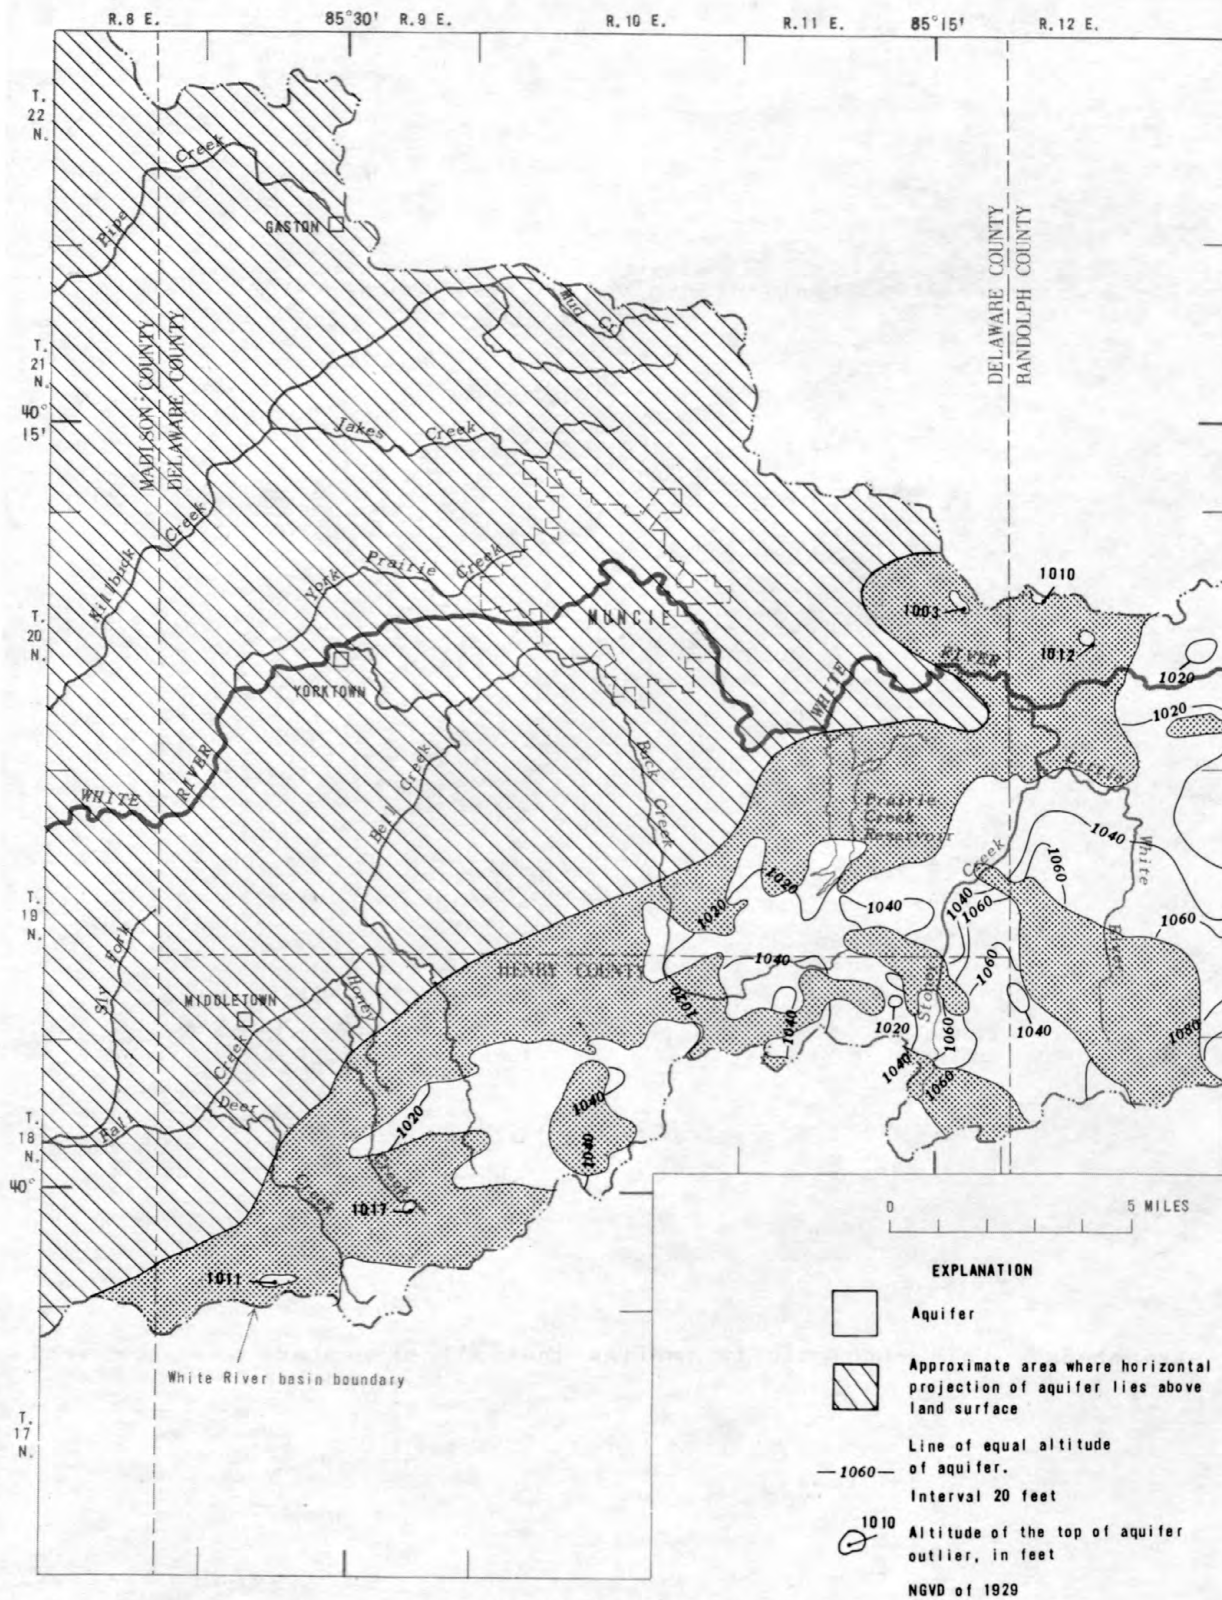 R.8 E.
85°30'
R.9 E.
R.10 E.
R.11 E.
85°15'
R.12 E.
T.
22
N.
Pipe
Creek
GASTON
Mud
Cr
DELAWARE COUNTY
RANDOLPH COUNTY
T.
21
N.
MADISON COUNTY
DELAWARE COUNTY
40°
15'
Jakes
Creek
Killbuck
Creek
York
Prairie
Creek
1010
1003
T.
20
N.
MUNCIE
1012
RIVER
1020
YORKTOWN
WHITE
1020
Buck
Creek
Bell
Creek
WHITE
RIVER
Little
Prairie
Creek
Reservoir
1040
White
River
Creek
1060
1020
1040
1060
1040
1020
1060
T.
19
N.
Sly
Fork
1040
HENRY COUNTY
1060
Stoney
MIDDLETOWN
Honey
1020
1040
1020
1060
1040
1080
Creek
1040
1060
Deer
1020
1040
Fall
T.
18
N.
1040
40°
Creek
1017
0
5 MILES
1011
EXPLANATION
Aquifer
White River basin boundary
Approximate area where horizontal
projection of aquifer lies above
land surface
T.
17
N.
Line of equal altitude
—1060— of aquifer.
Interval 20 feet
1010
Altitude of the top of aquifer
outlier, in feet
NGVD of 1929